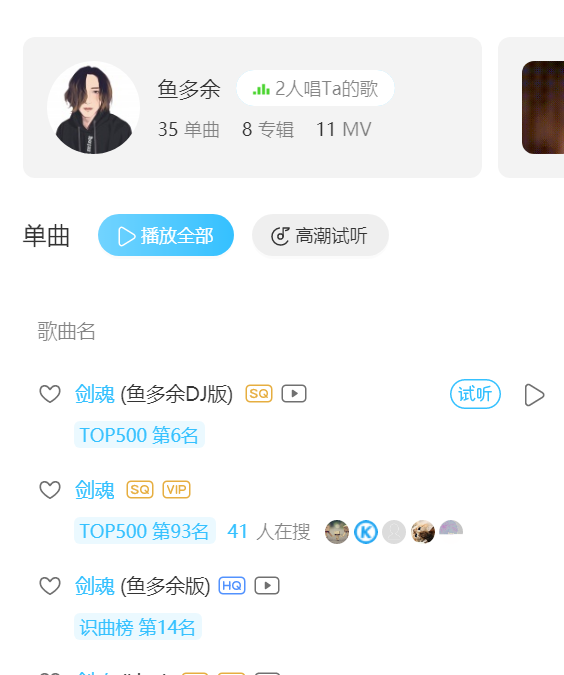 鱼多余 2人唱Ta的歌
35 单曲 8 专辑 11 MV
单曲 播放全部 高潮试听
歌曲名
剑魂 (鱼多余DJ版) SQ 试听
TOP500 第6名
剑魂 SQ VIP
TOP500 第93名 41 人在搜 K
剑魂 (鱼多余版) HQ
识曲榜 第14名